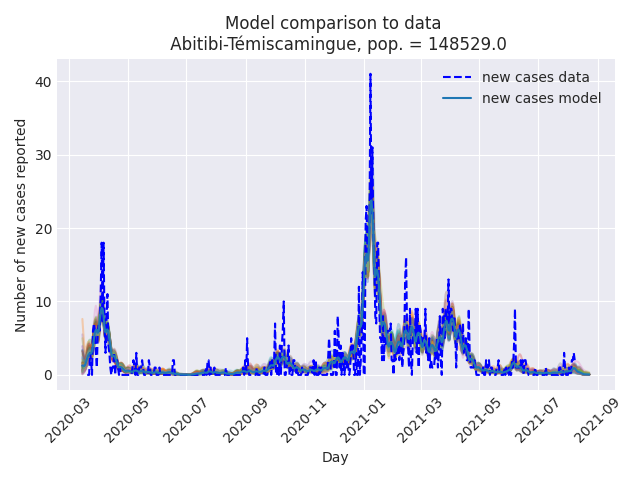 Model comparison to data
Abitibi-Témiscamingue, pop. = 148529.0
new cases data
new cases model
Number of new cases reported
40
30
20
10
0
2020-03
2020-05
2020-07
2020-09
2020-11
2021-01
2021-03
2021-05
2021-07
2021-09
Day